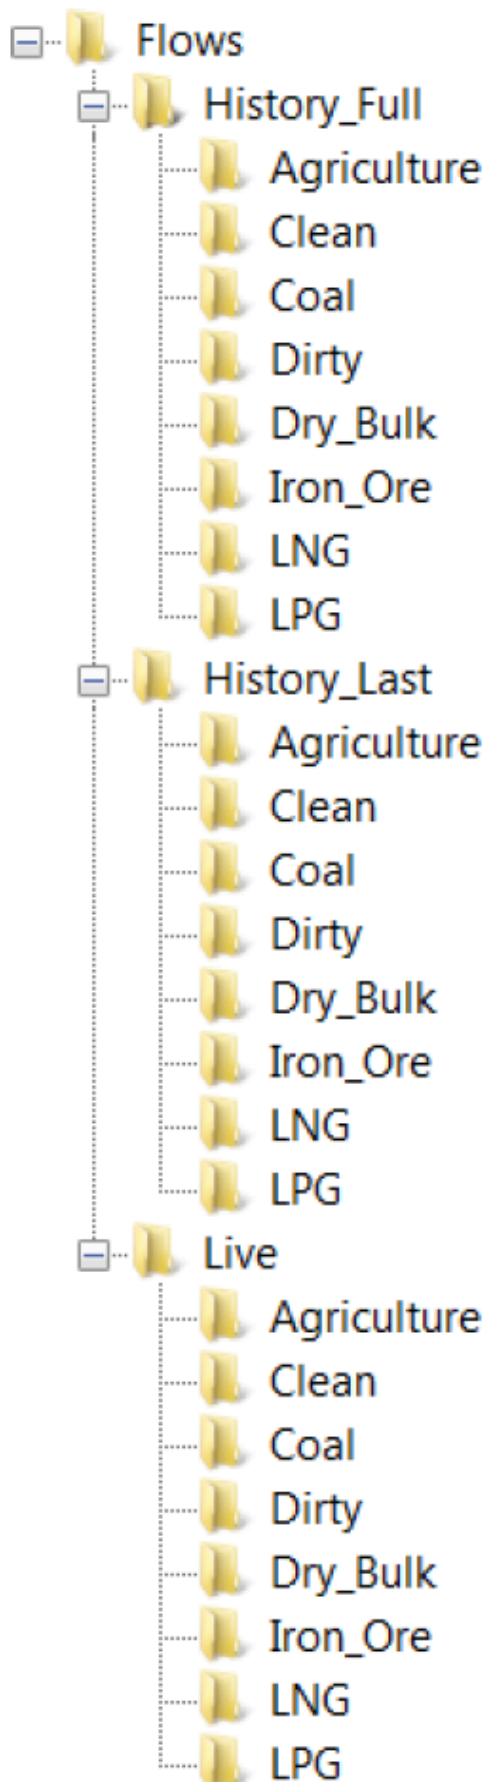 Flows
History_Full
Agriculture
Clean
Coal
Dirty
Dry_Bulk
Iron_Ore
LNG
LPG
History_Last
Agriculture
Clean
Coal
Dirty
Dry_Bulk
Iron_Ore
LNG
LPG
Live
Agriculture
Clean
Coal
Dirty
Dry_Bulk
Iron_Ore
LNG
LPG